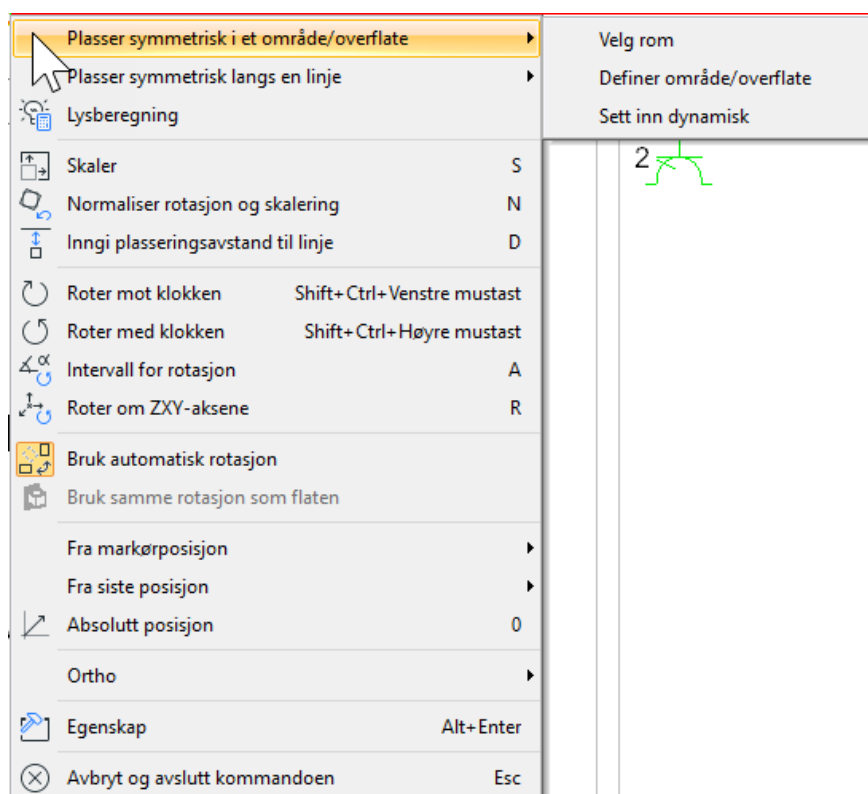 Plasser symmetrisk i et område/overflate
Plasser symmetrisk langs en linje
Lysberegning
Skaler S
Normaliser rotasjon og skalering N
Inngi plasseringsavstand til linje D
Roter mot klokken Shift+Ctrl+Venstre mustast
Roter med klokken Shift+Ctrl+Høyre mustast
Intervall for rotasjon A
Roter om ZXY-aksene R
Bruk automatisk rotasjon
Bruk samme rotasjon som flaten
Fra markørposisjon
Fra siste posisjon
Absolutt posisjon 0
Ortho
Egenskap Alt+Enter
Avbryt og avslutt kommandoen Esc
Velg rom
Definer område/overflate
Sett inn dynamisk
2